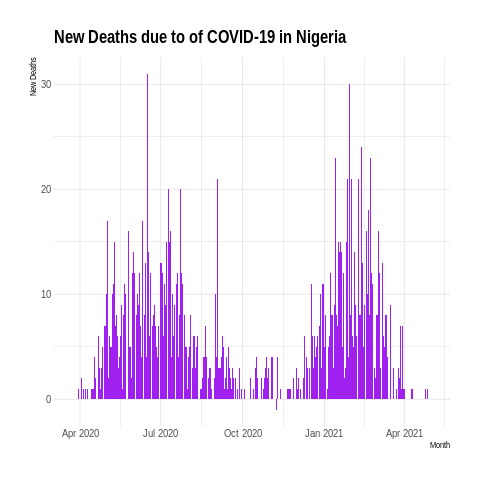 New Deaths due to of COVID-19 in Nigeria
New Deaths
30
20
10
0
Apr 2020 Jul 2020 Oct 2020 Jan 2021 Apr 2021
Month